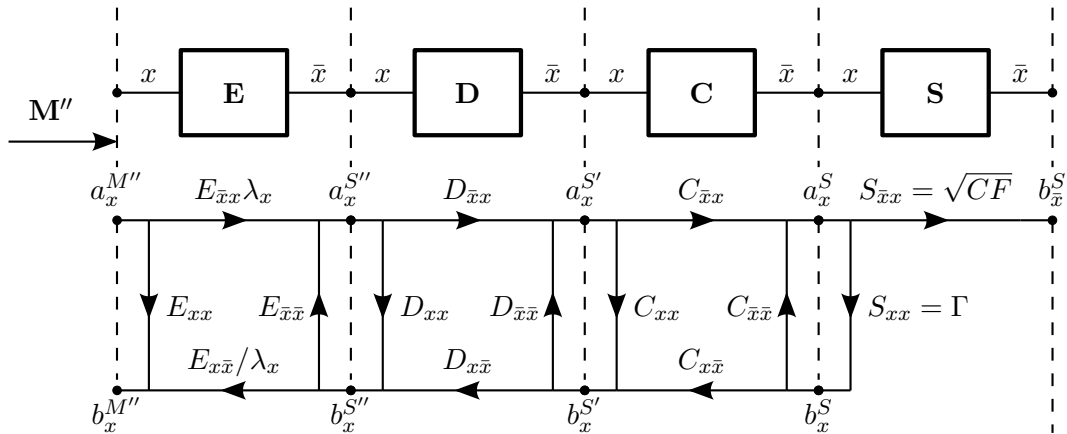 x E x̄ x D x̄ x C x̄ x S x̄
M′′
a_x^{M′′} E_{x̄x}λ_x a_x^{S′′} D_{x̄x} a_x^{S′} C_{x̄x} a_x^S S_{x̄x} = √CF b_{x̄}^S
E_{xx} E_{x̄x̄} D_{xx} D_{x̄x̄} C_{xx} C_{x̄x̄} S_{xx} = Γ
E_{xx̄}/λ_x D_{xx̄} C_{xx̄}
b_x^{M′′} b_x^{S′′} b_x^{S′} b_x^S